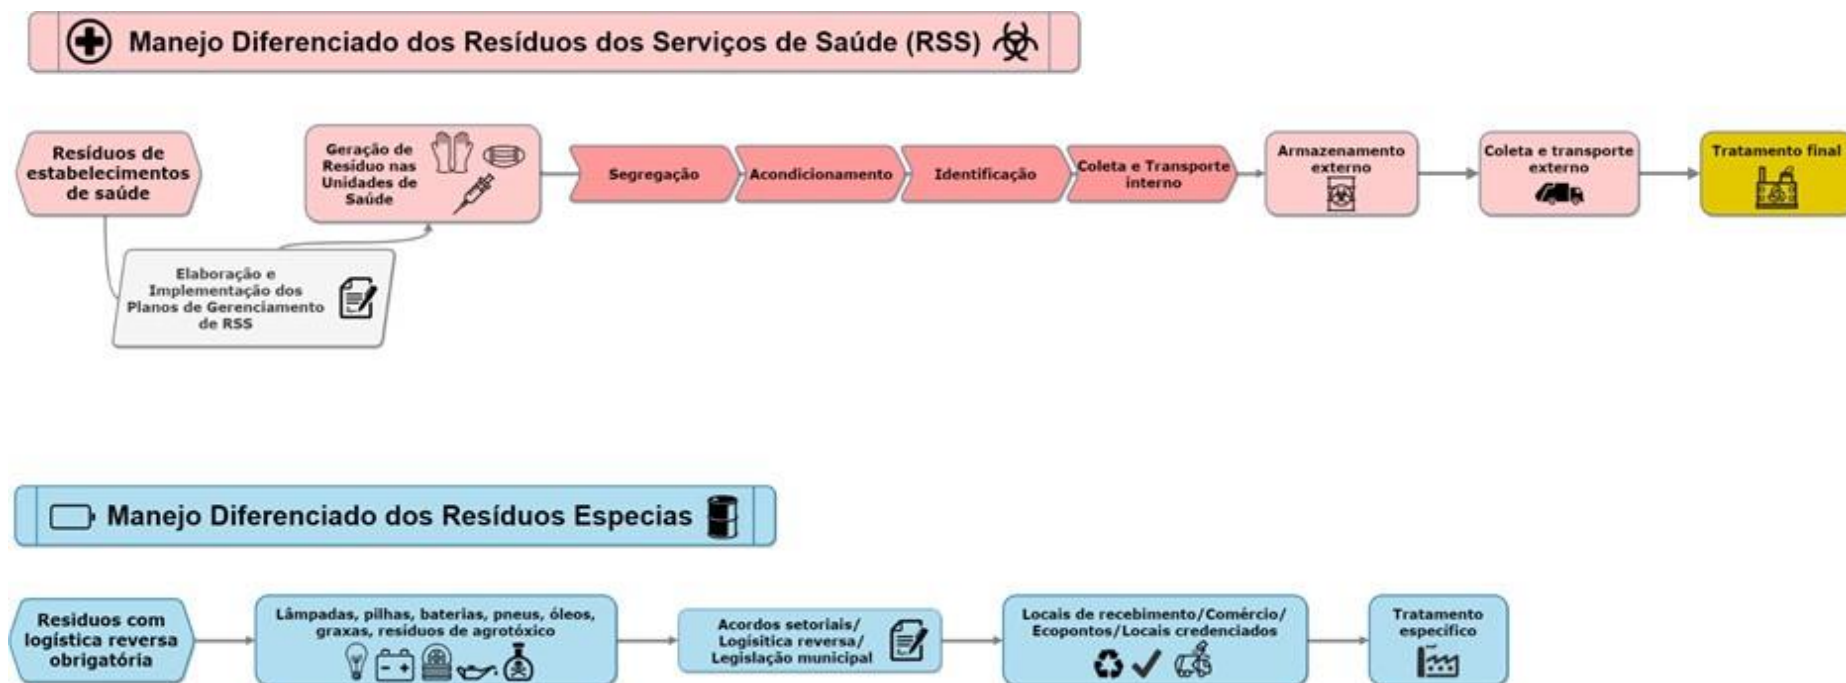 Manejo Diferenciado dos Resíduos dos Serviços de Saúde (RSS)
Resíduos de
estabelecimentos
de saúde
Elaboração e
Implementação dos
Planos de Gerenciamento
de RSS
Geração de
Resíduo nas
Unidades de
Saúde
Segregação
Acondicionamento
Identificação
Coleta e Transporte
interno
Armazenamento
externo
Coleta e transporte
externo
Tratamento final
Manejo Diferenciado dos Resíduos Especias
Residuos com
logística reversa
obrigatória
Lâmpadas, pilhas, baterias, pneus, óleos,
graxas, resíduos de agrotóxico
Acordos setoriais/
Logísitica reversa/
Legislação municipal
Locais de recebimento/Comércio/
Ecopontos/Locais credenciados
Tratamento
específico